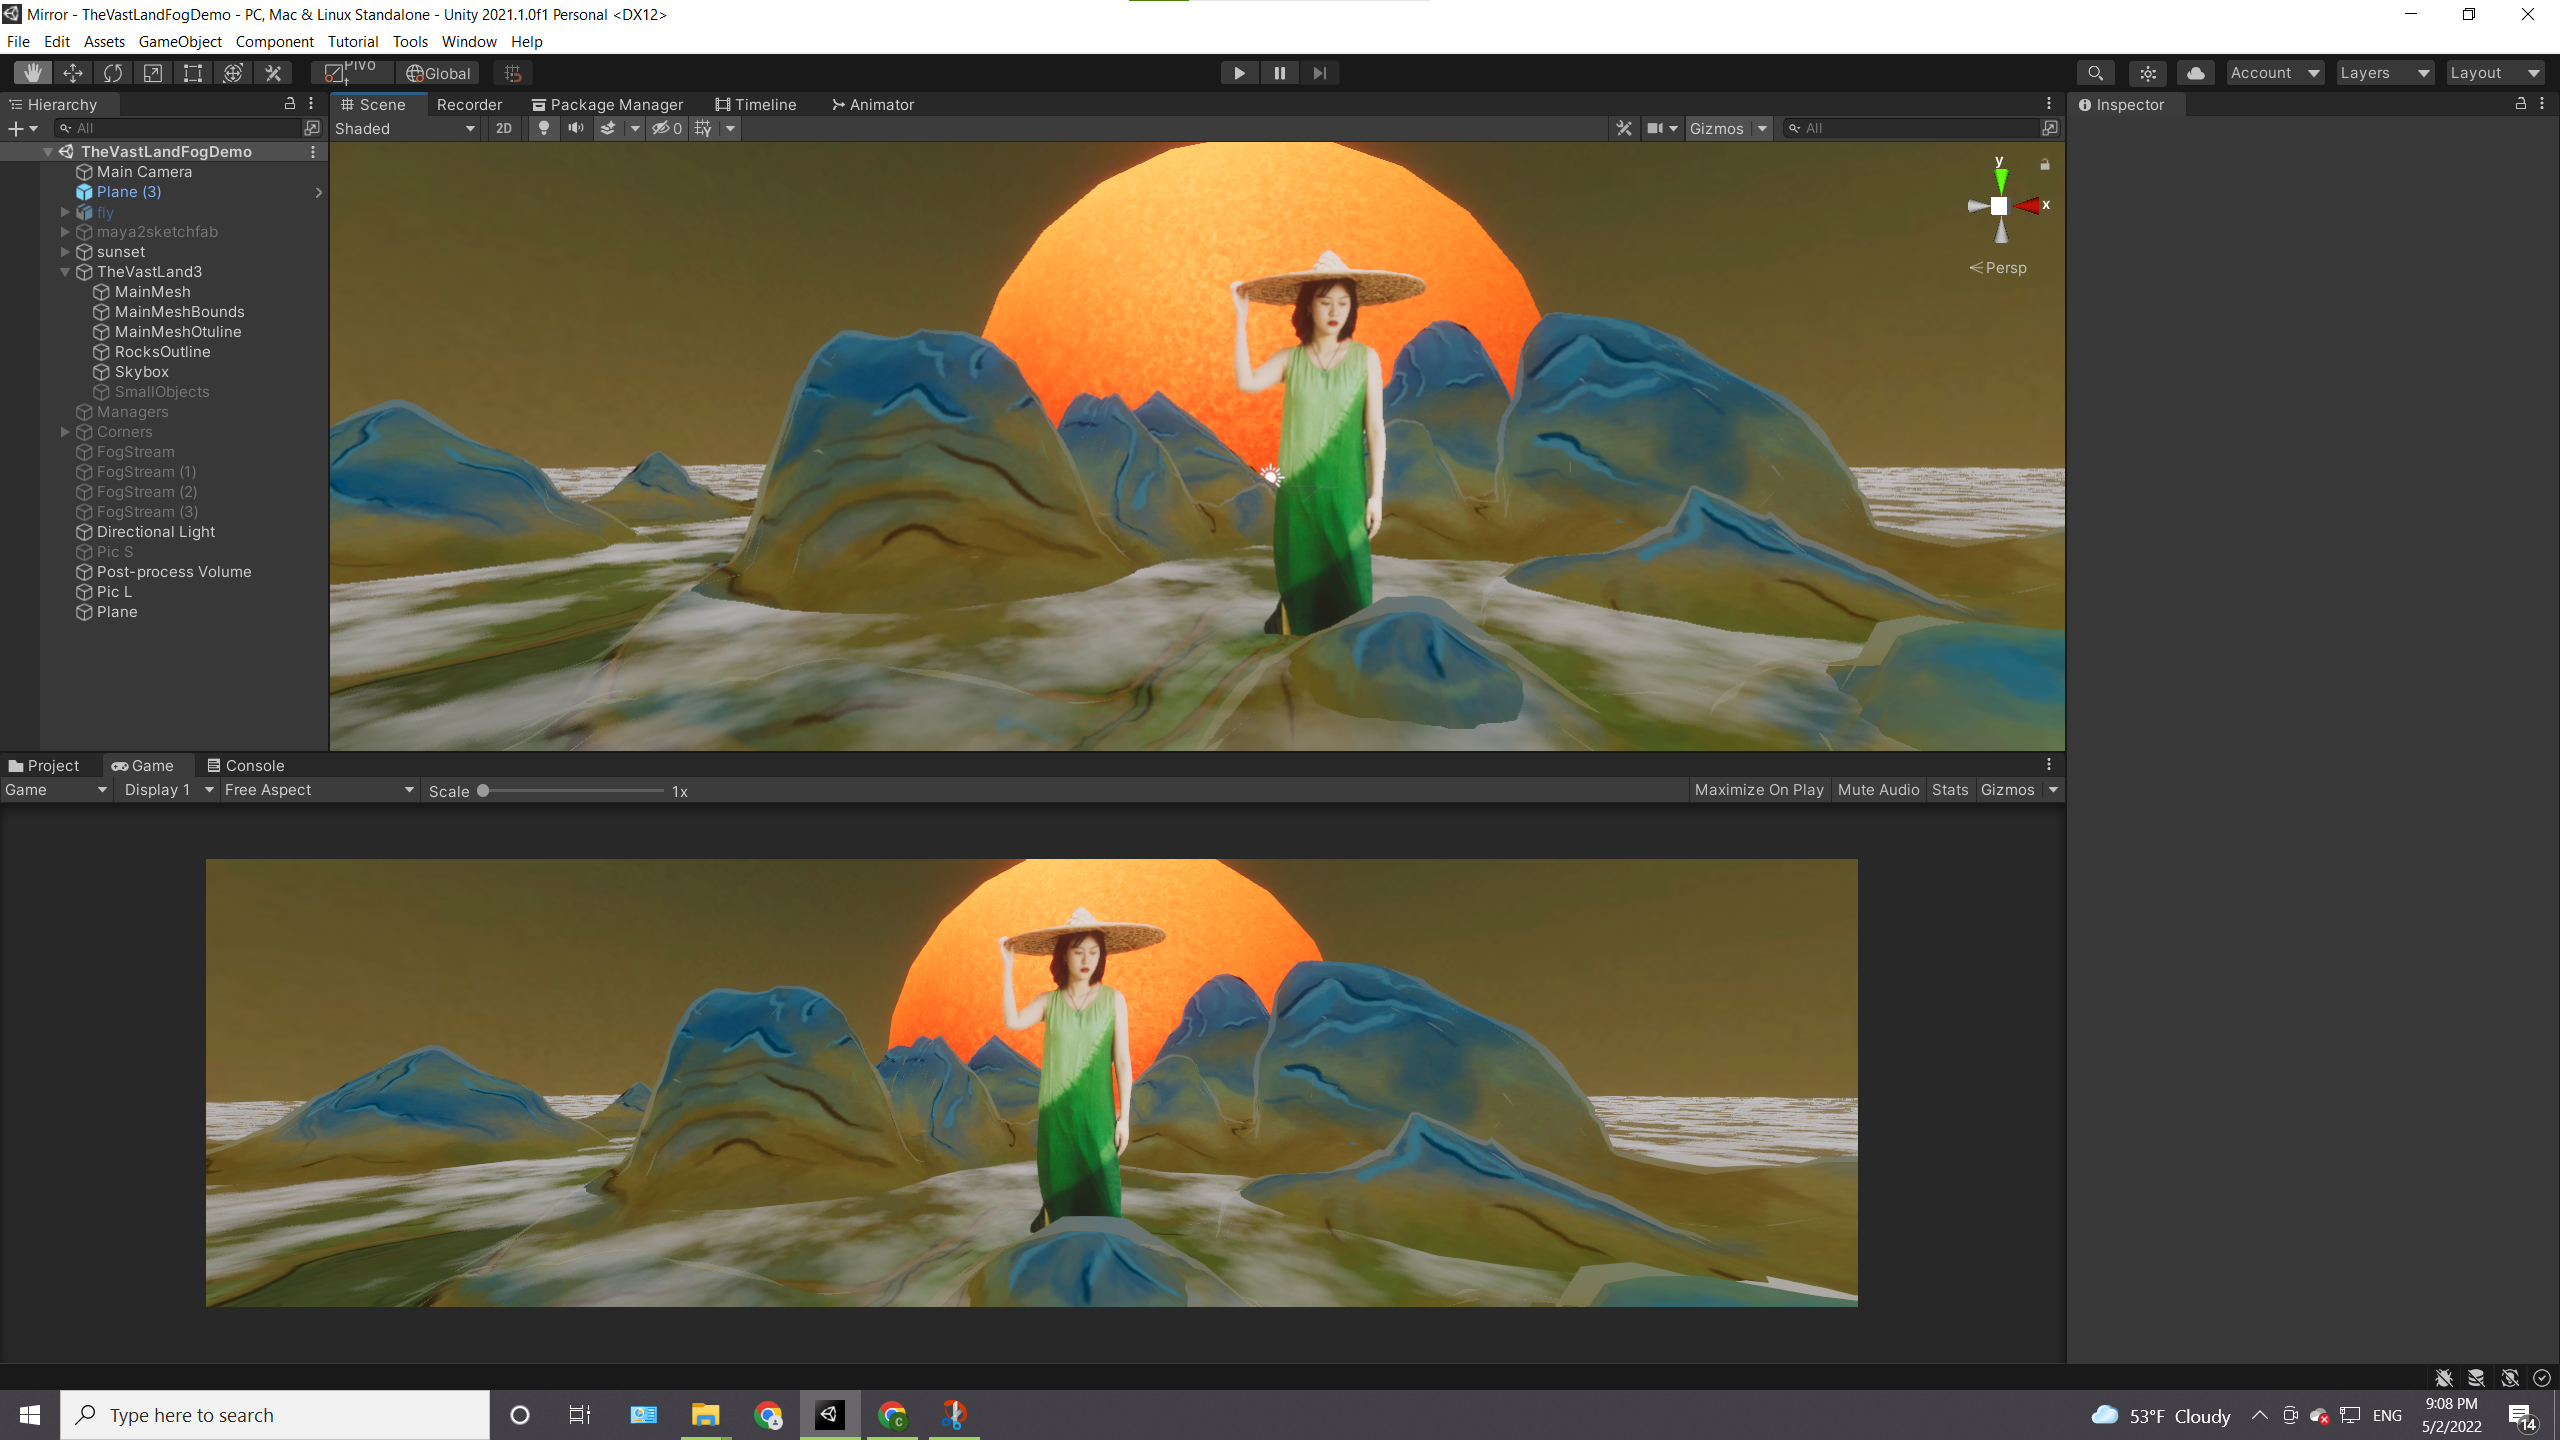 Mirror - TheVastLandFogDemo - PC, Mac & Linux Standalone - Unity 2021.1.0f1 Personal <DX12>
File Edit Assets GameObject Component Tutorial Tools Window Help
Pivot Global Account Layers Layout
Hierarchy
All
TheVastLandFogDemo
Main Camera
Plane (3)
fly
maya2sketchfab
sunset
TheVastLand3
MainMesh
MainMeshBounds
MainMeshOtuline
RocksOutline
Skybox
SmallObjects
Managers
Corners
FogStream
FogStream (1)
FogStream (2)
FogStream (3)
Directional Light
Pic S
Post-process Volume
Pic L
Plane
Scene Recorder Package Manager Timeline Animator
Shaded 2D 0 Gizmos All
y
x
Persp
Inspector
Project Game Console
Game Display 1 Free Aspect Scale 1x Maximize On Play Mute Audio Stats Gizmos
Type here to search
C
53°F Cloudy
ENG
9:08 PM
5/2/2022
14